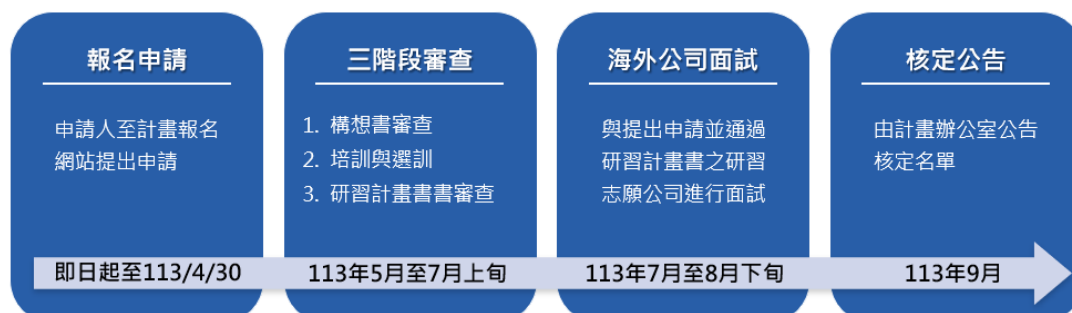 報名申請
申請人至計畫報名
網站提出申請
即日起至113/4/30
三階段審查
1. 構想書審查
2. 培訓與選訓
3. 研習計畫書書審查
113年5月至7月上旬
海外公司面試
與提出申請並通過
研習計畫書之研習
志願公司進行面試
113年7月至8月下旬
核定公告
由計畫辦公室公告
核定名單
113年9月